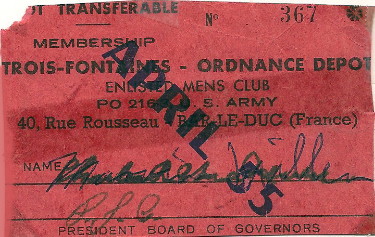 OT TRANSFERABLE
No 367
MEMBERSHIP
TROIS-FONTAINES - ORDNANCE DEPOT
ENLISTED MENS CLUB
PO 216 S. ARMY
40, Rue Rousseau - BAR-LE-DUC (France)
APRIL 55
NAME
PRESIDENT BOARD OF GOVERNORS